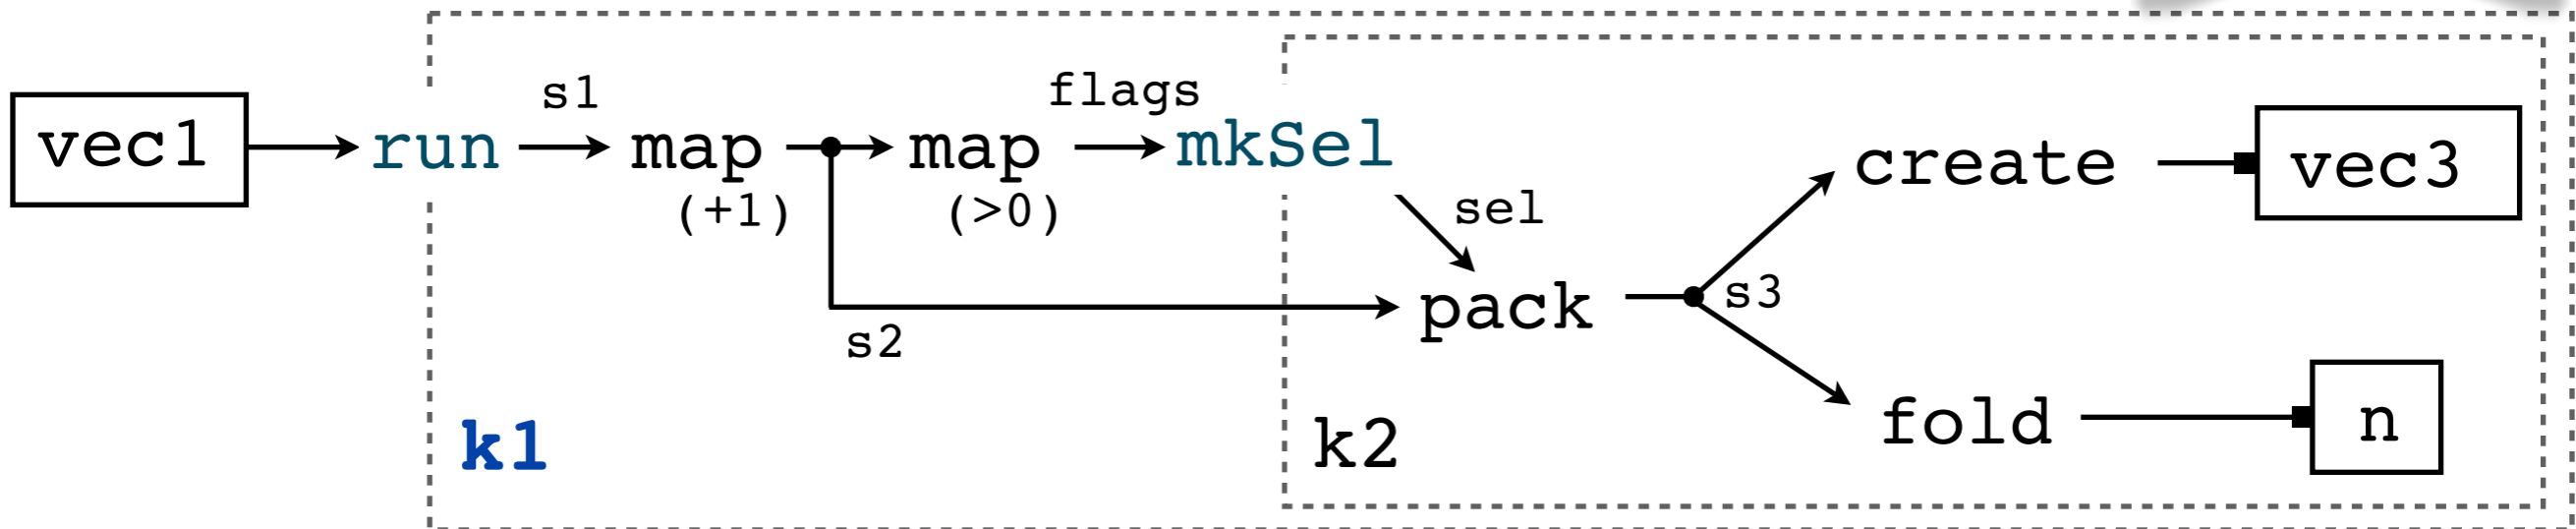 s1
flags
vec1
run
map
map
mkSel
create
vec3
(+1)
(>0)
sel
pack
s3
s2
k1
k2
fold
n